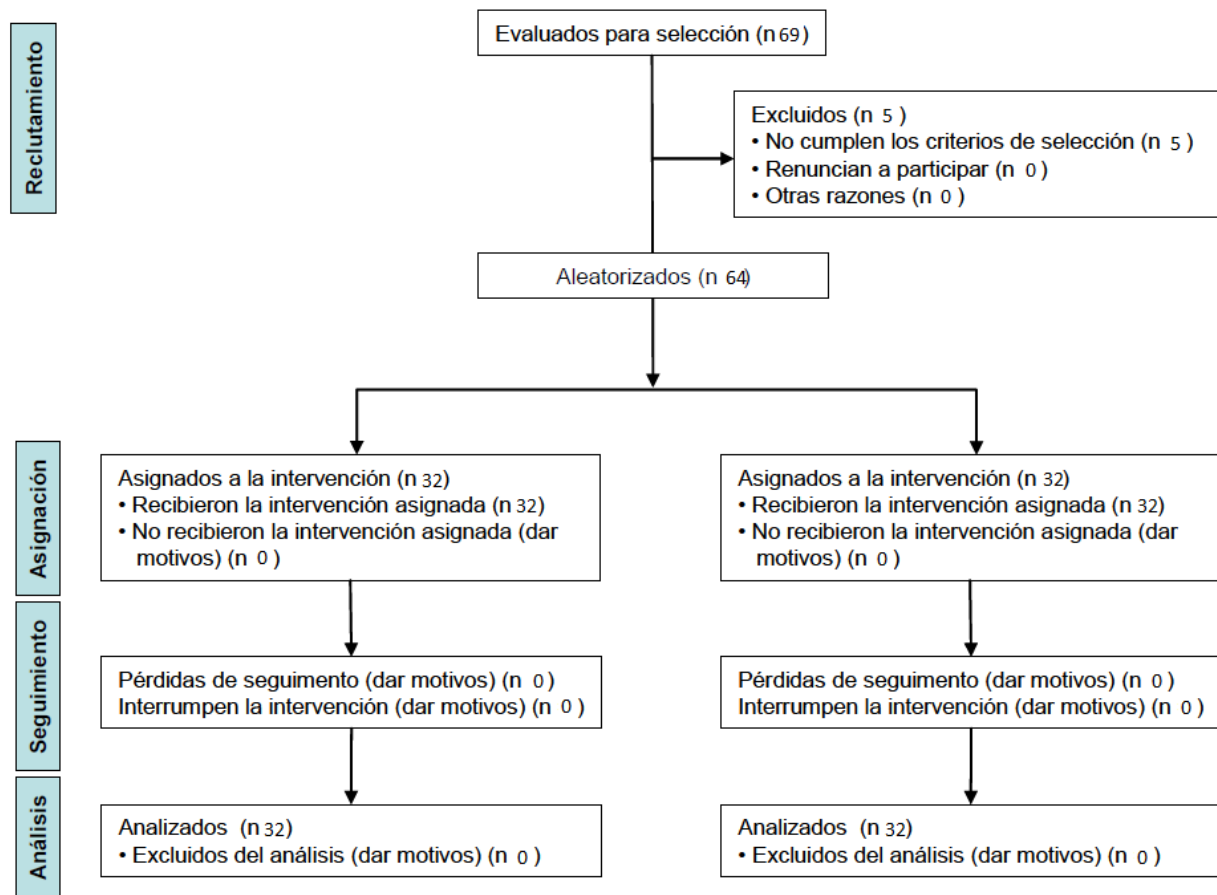 Reclutamiento
Evaluados para selección (n 69)
Excluidos (n 5 )
• No cumplen los criterios de selección (n 5 )
• Renuncian a participar (n 0 )
• Otras razones (n 0 )
Aleatorizados (n 64)
Asignación
Asignados a la intervención (n 32)
• Recibieron la intervención asignada (n 32)
• No recibieron la intervención asignada (dar
motivos) (n 0 )
Asignados a la intervención (n 32)
• Recibieron la intervención asignada (n 32)
• No recibieron la intervención asignada (dar
motivos) (n 0 )
Seguimiento
Pérdidas de seguimento (dar motivos) (n 0 )
Interrumpen la intervención (dar motivos) (n 0 )
Pérdidas de seguimento (dar motivos) (n 0 )
Interrumpen la intervención (dar motivos) (n 0 )
Análisis
Analizados (n 32)
• Excluidos del análisis (dar motivos) (n 0 )
Analizados (n 32)
• Excluidos del análisis (dar motivos) (n 0 )